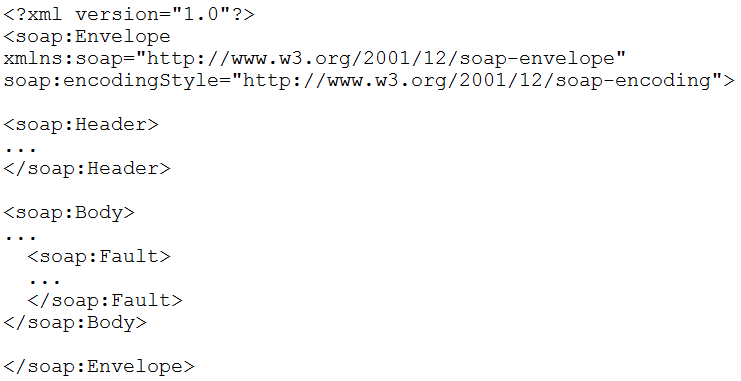 <?xml version="1.0"?>
<soap:Envelope
xmlns:soap="http://www.w3.org/2001/12/soap-envelope"
soap:encodingStyle="http://www.w3.org/2001/12/soap-encoding">

<soap:Header>
...
</soap:Header>

<soap:Body>
...
  <soap:Fault>
  ...
  </soap:Fault>
</soap:Body>

</soap:Envelope>